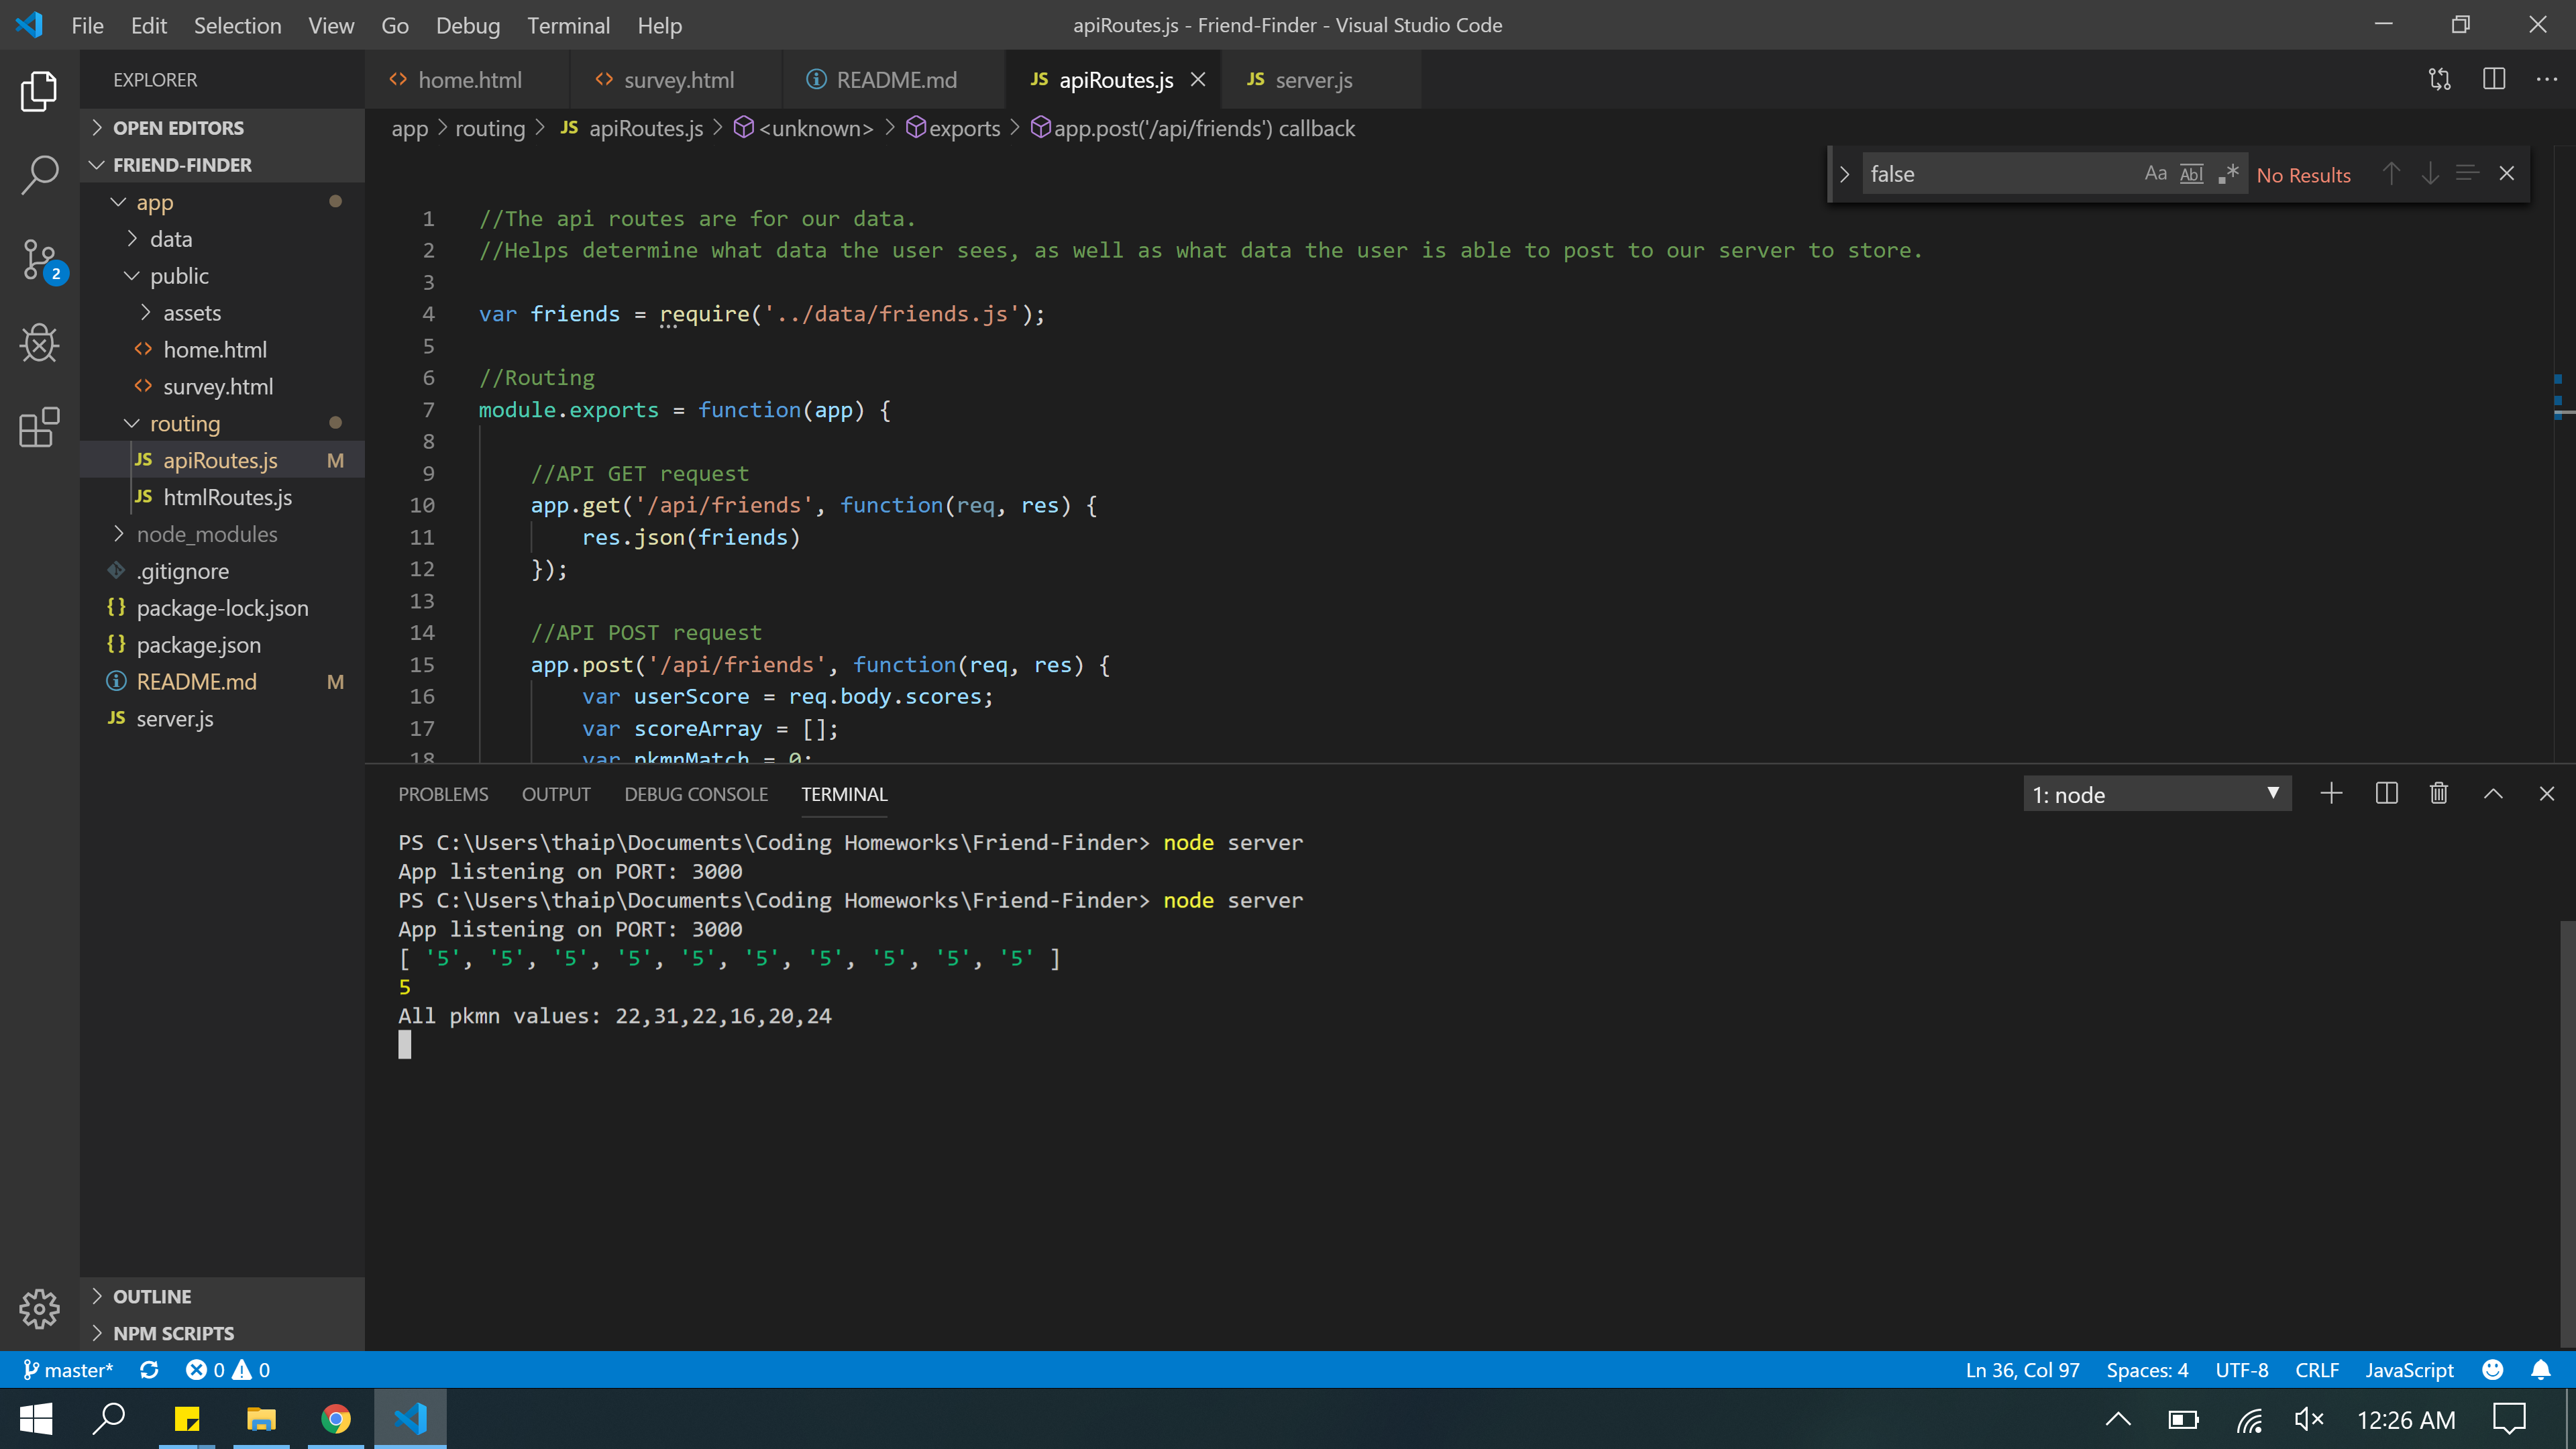 File Edit Selection View Go Debug Terminal Help
apiRoutes.js - Friend-Finder - Visual Studio Code
EXPLORER
OPEN EDITORS
FRIEND-FINDER
app
data
public
assets
home.html
survey.html
routing
JS apiRoutes.js M
JS htmlRoutes.js
node_modules
.gitignore
{} package-lock.json
{} package.json
README.md M
JS server.js
OUTLINE
NPM SCRIPTS
2
home.html survey.html README.md JS apiRoutes.js JS server.js
app > routing > JS apiRoutes.js > <unknown> > exports > app.post('/api/friends') callback
false Aa Abl .* No Results
1 //The api routes are for our data.
2 //Helps determine what data the user sees, as well as what data the user is able to post to our server to store.
3
4 var friends = require('../data/friends.js');
5
6 //Routing
7 module.exports = function(app) {
8
9 //API GET request
10 app.get('/api/friends', function(req, res) {
11 res.json(friends)
12 });
13
14 //API POST request
15 app.post('/api/friends', function(req, res) {
16 var userScore = req.body.scores;
17 var scoreArray = [];
18 var pkmnMatch = 0;
PROBLEMS OUTPUT DEBUG CONSOLE TERMINAL
1: node
PS C:\Users\thaip\Documents\Coding Homeworks\Friend-Finder> node server
App listening on PORT: 3000
PS C:\Users\thaip\Documents\Coding Homeworks\Friend-Finder> node server
App listening on PORT: 3000
[ '5', '5', '5', '5', '5', '5', '5', '5', '5', '5' ]
5
All pkmn values: 22,31,22,16,20,24
master* 0 0
Ln 36, Col 97 Spaces: 4 UTF-8 CRLF JavaScript
12:26 AM